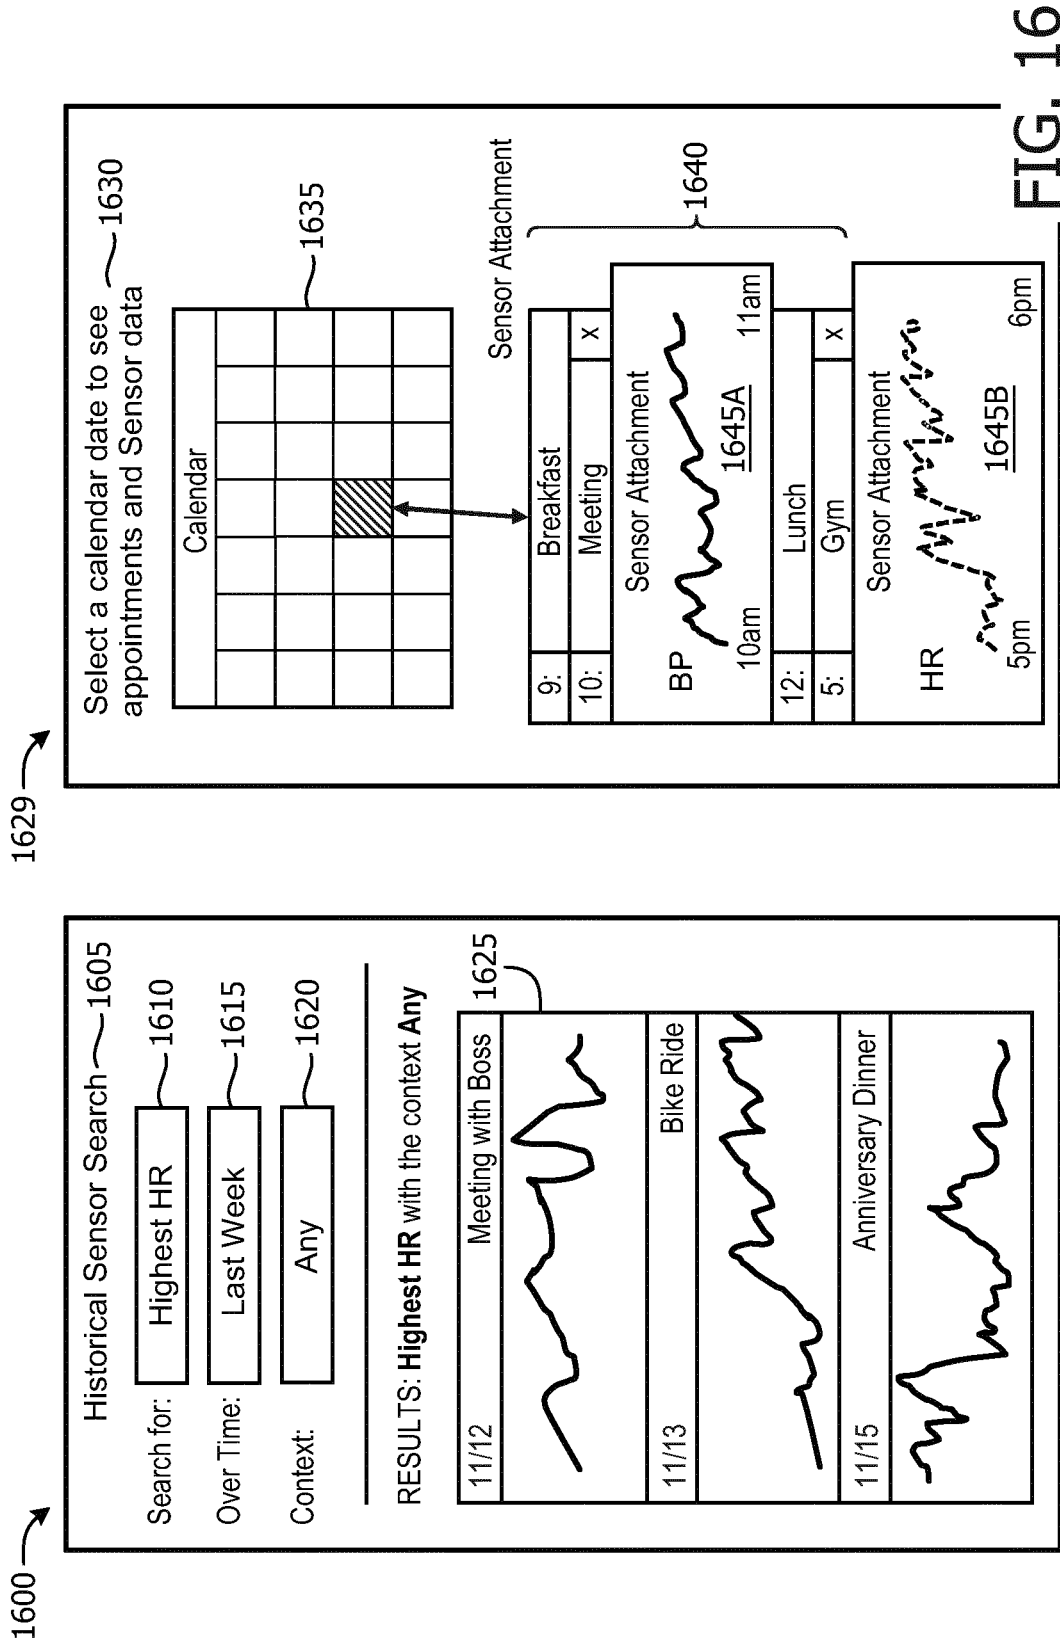 1600
Historical Sensor Search 1605
Search for: Highest HR 1610
Over Time: Last Week 1615
Context: Any 1620
RESULTS: Highest HR with the context Any
1625
11/12 Meeting with Boss
11/13 Bike Ride
11/15 Anniversary Dinner
1629
Select a calendar date to see
appointments and Sensor data
1630
Calendar
1635
Sensor Attachment
9: Breakfast
10: Meeting X
Sensor Attachment
BP
1645A
10am 11am
12: Lunch
5: Gym X
1640
Sensor Attachment
HR
1645B
5pm 6pm
FIG. 16